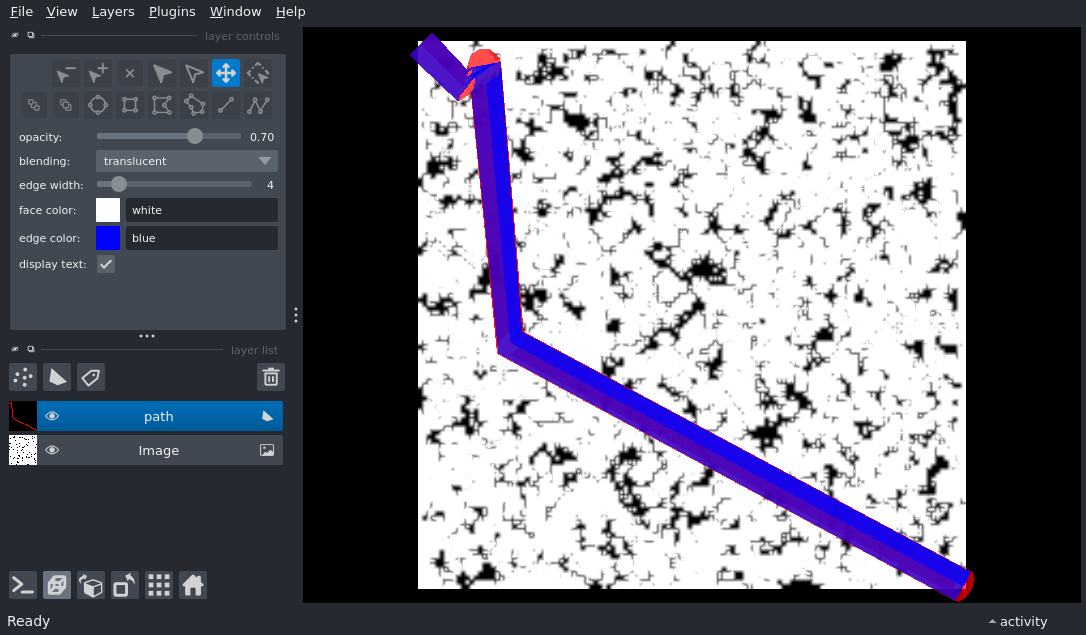 File View Layers Plugins Window Help
layer controls
opacity: 0.70
blending: translucent
edge width: 4
face color: white
edge color: blue
display text:
layer list
path
Image
Ready activity